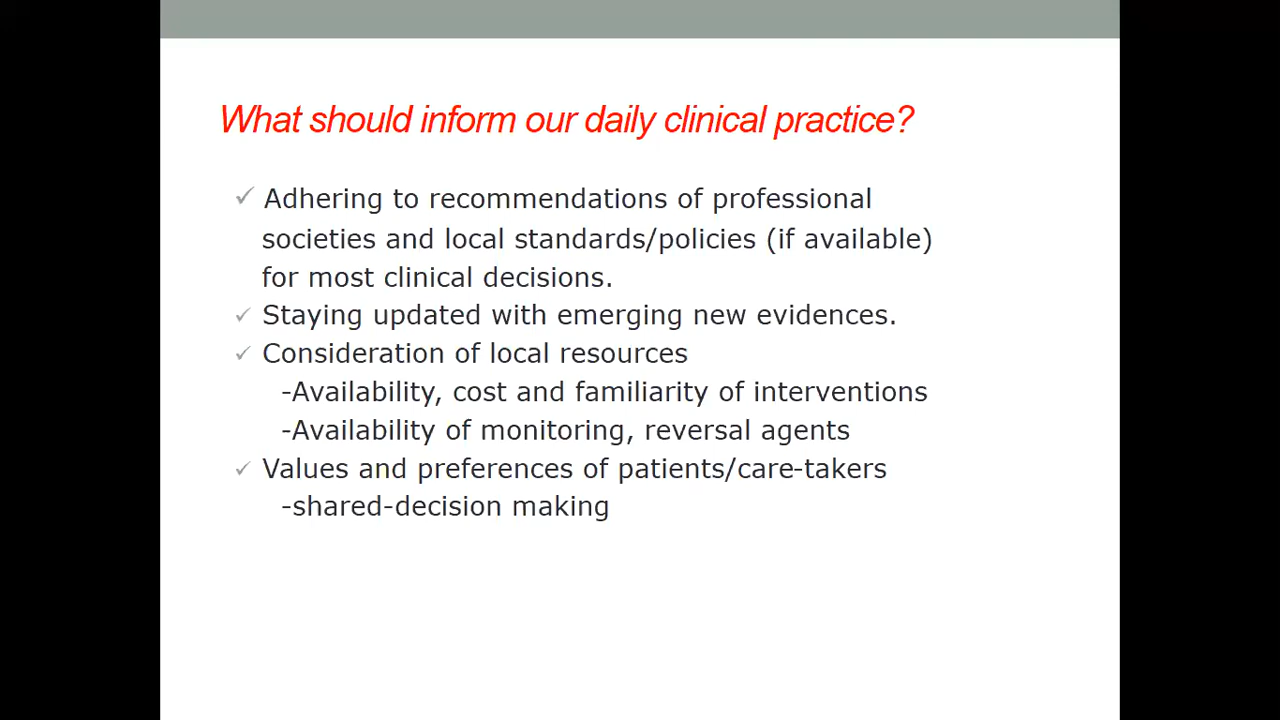 What should inform our daily clinical practice?
✓ Adhering to recommendations of professional
societies and local standards/policies (if available)
for most clinical decisions.
✓ Staying updated with emerging new evidences.
✓ Consideration of local resources
-Availability, cost and familiarity of interventions
-Availability of monitoring, reversal agents
✓ Values and preferences of patients/care-takers
-shared-decision making